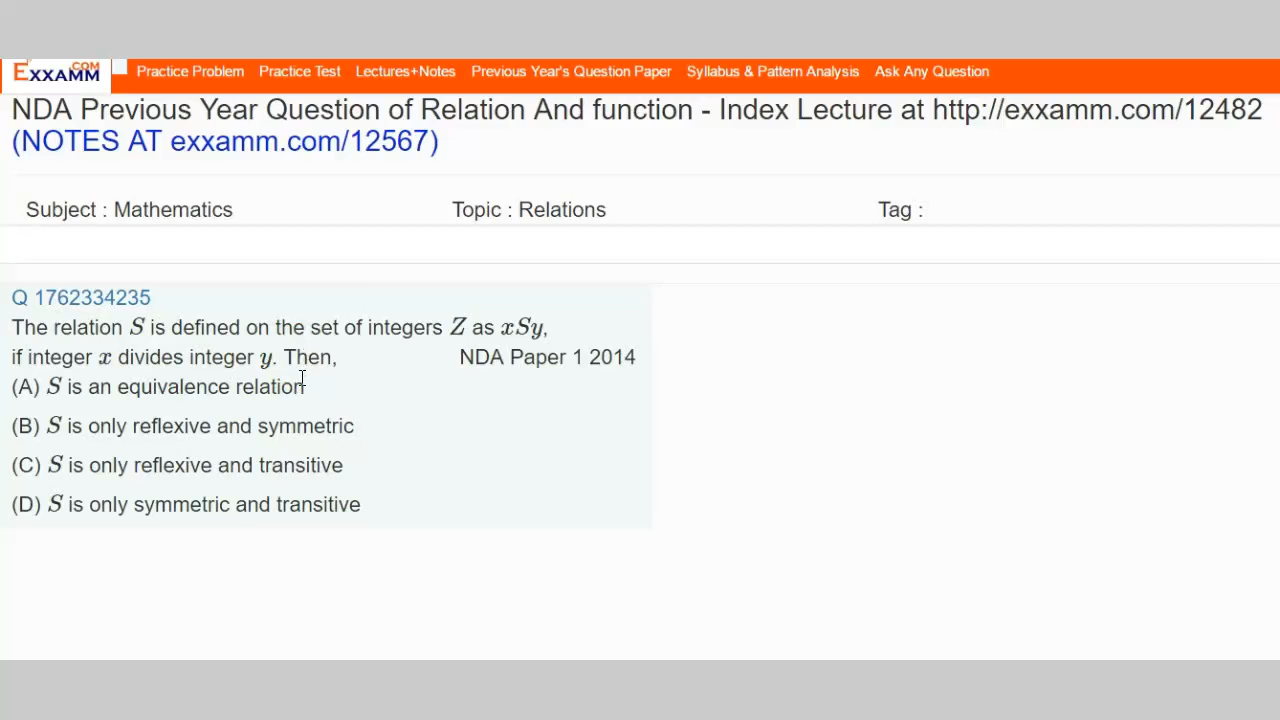 EXXAMM .COM Practice Problem Practice Test Lectures+Notes Previous Year's Question Paper Syllabus & Pattern Analysis Ask Any Question
NDA Previous Year Question of Relation And function - Index Lecture at http://exxamm.com/12482
(NOTES AT exxamm.com/12567)
Subject : Mathematics Topic : Relations Tag :
Q 1762334235
The relation S is defined on the set of integers Z as xSy,
if integer x divides integer y. Then, NDA Paper 1 2014
(A) S is an equivalence relation
(B) S is only reflexive and symmetric
(C) S is only reflexive and transitive
(D) S is only symmetric and transitive